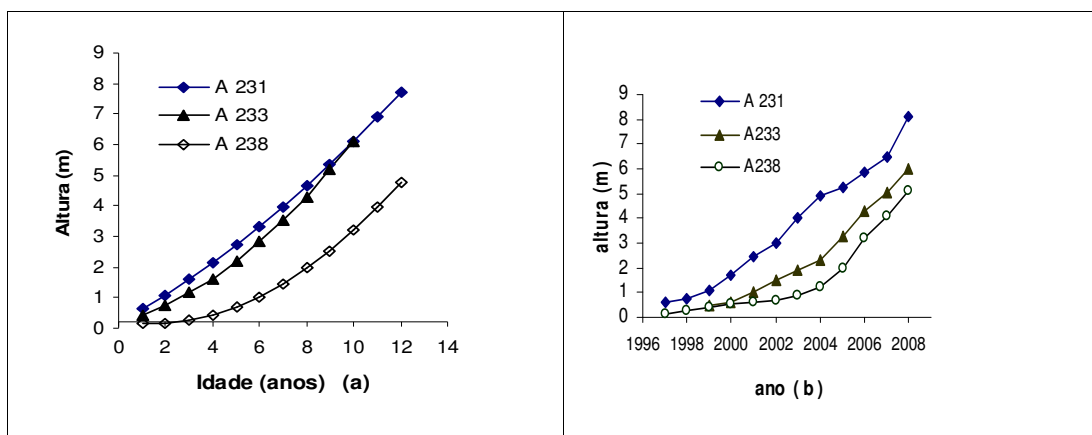 9
8
7
6
5
4
3
2
1
0
Altura (m)
A 231
A 233
A 238
0 2 4 6 8 10 12 14
Idade (anos) (a)
9
8
7
6
5
4
3
2
1
0
altura (m)
A 231
A233
A238
1996 1998 2000 2002 2004 2006 2008
ano ( b )